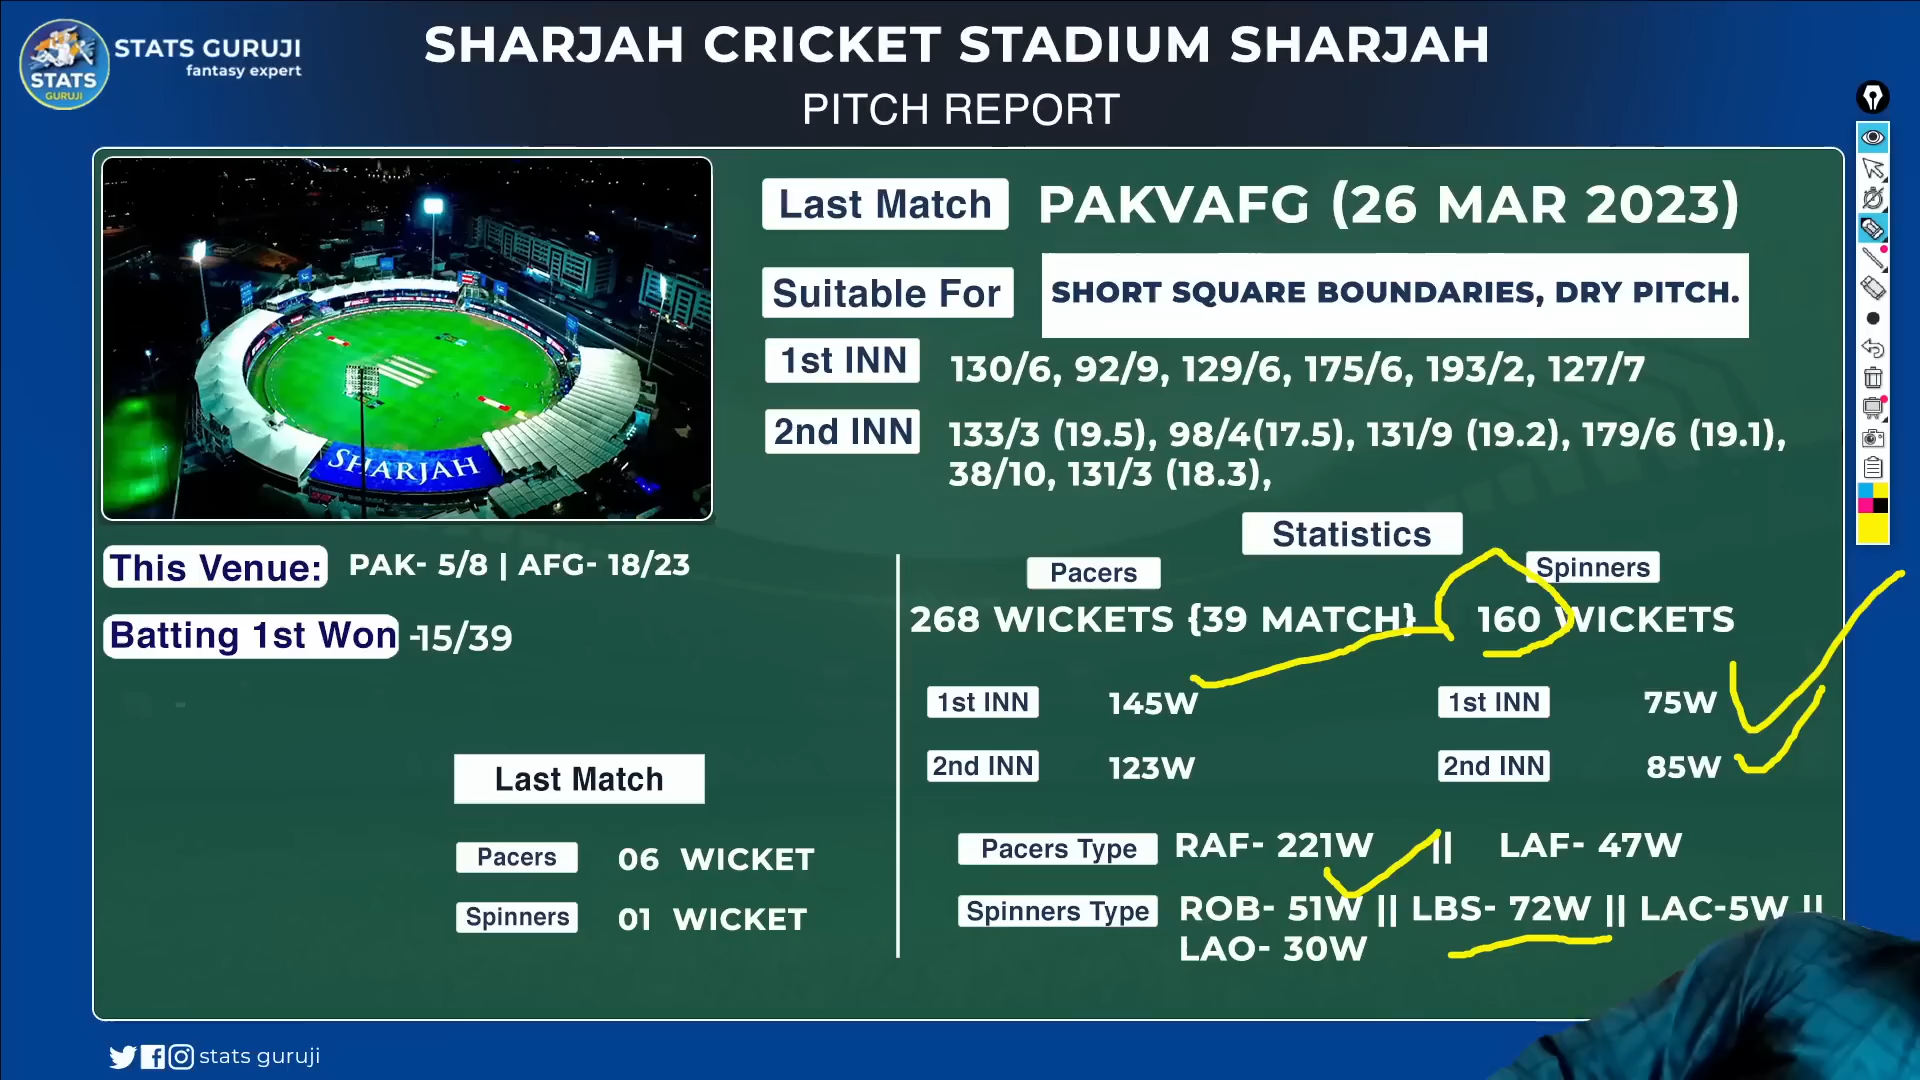 STATS GURUJI
fantasy expert
STATS
GURUJI
SHARJAH CRICKET STADIUM SHARJAH
PITCH REPORT
SHARJAH
Last Match PAKVAFG (26 MAR 2023)
Suitable For SHORT SQUARE BOUNDARIES, DRY PITCH.
1st INN 130/6, 92/9, 129/6, 175/6, 193/2, 127/7
2nd INN 133/3 (19.5), 98/4(17.5), 131/9 (19.2), 179/6 (19.1),
38/10, 131/3 (18.3),
This Venue: PAK- 5/8 | AFG- 18/23
Batting 1st Won -15/39
Last Match
Pacers 06 WICKET
Spinners 01 WICKET
Statistics
Pacers Spinners
268 WICKETS {39 MATCH} 160 WICKETS
1st INN 145W 1st INN 75W
2nd INN 123W 2nd INN 85W
Pacers Type RAF- 221W || LAF- 47W
Spinners Type ROB- 51W || LBS- 72W || LAC-5W ||
LAO- 30W
stats guruji